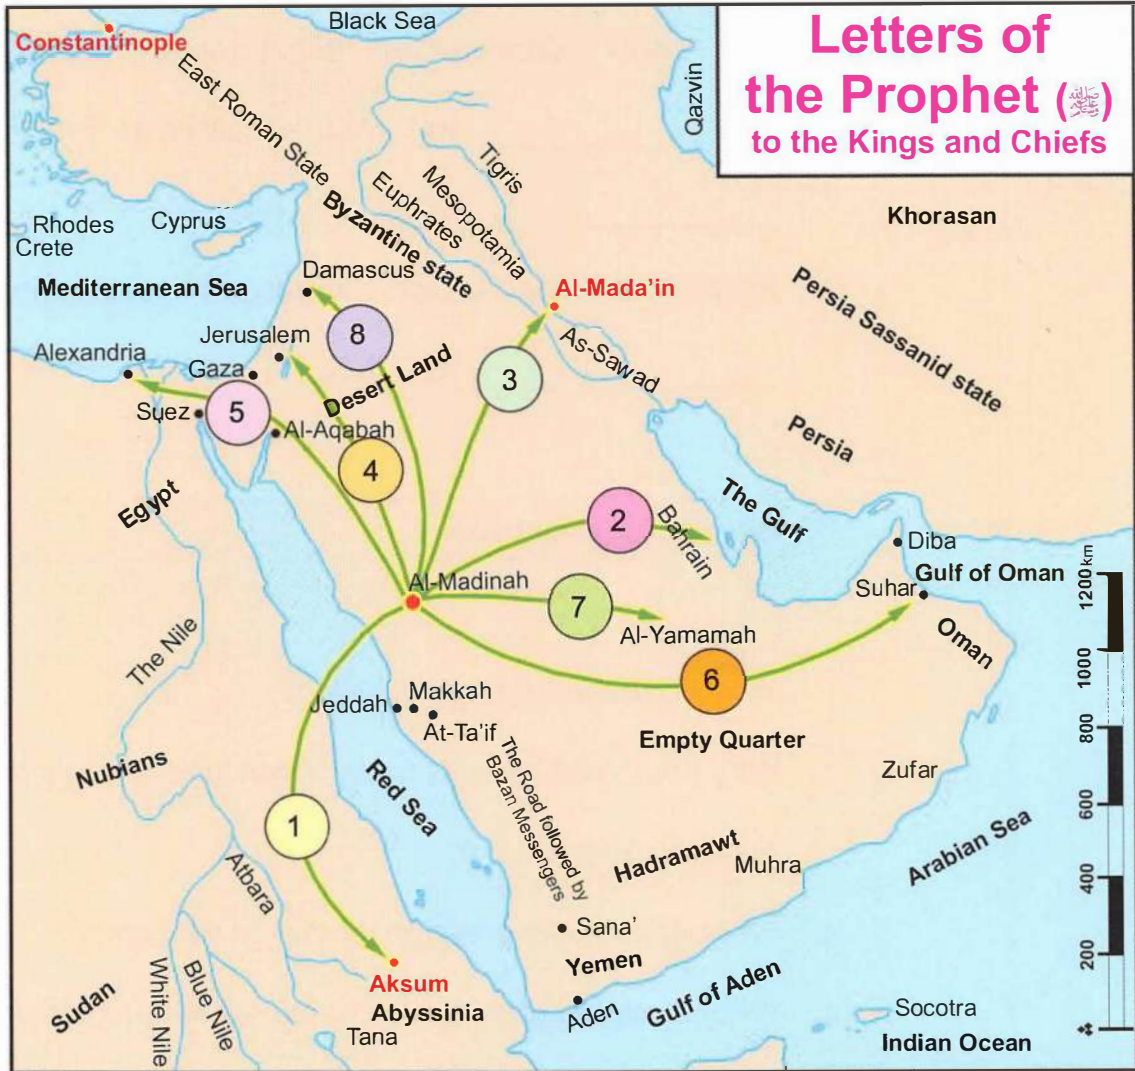 Letters of
the Prophet (ﷺ)
to the Kings and Chiefs
Black Sea
Constantinople
East Roman State
Qazvin
Tigris
Mesopotamia
Euphrates
Byzantine state
Khorasan
Rhodes
Cyprus
Crete
Mediterranean Sea
Damascus
Al-Mada'in
Persia Sassanid state
Jerusalem
8
Alexandria
Gaza
Desert Land
3
As-Sawad
Suez
5
Al-Aqabah
4
Persia
Egypt
2
Bahrain
The Gulf
Diba
Gulf of Oman
Al-Madinah
Suhar
7
Al-Yamamah
Oman
The Nile
6
Jeddah
Makkah
At-Ta'if
Empty Quarter
The Road followed by
Bazan Messengers
Nubians
Red Sea
Zufar
1
Hadramawt
Muhra
Arabian Sea
Atbara
Sana'
Yemen
Aksum
Abyssinia
Sudan
White Nile
Blue Nile
Tana
Aden
Gulf of Aden
Socotra
Indian Ocean
1200 km
1000
800
600
400
200